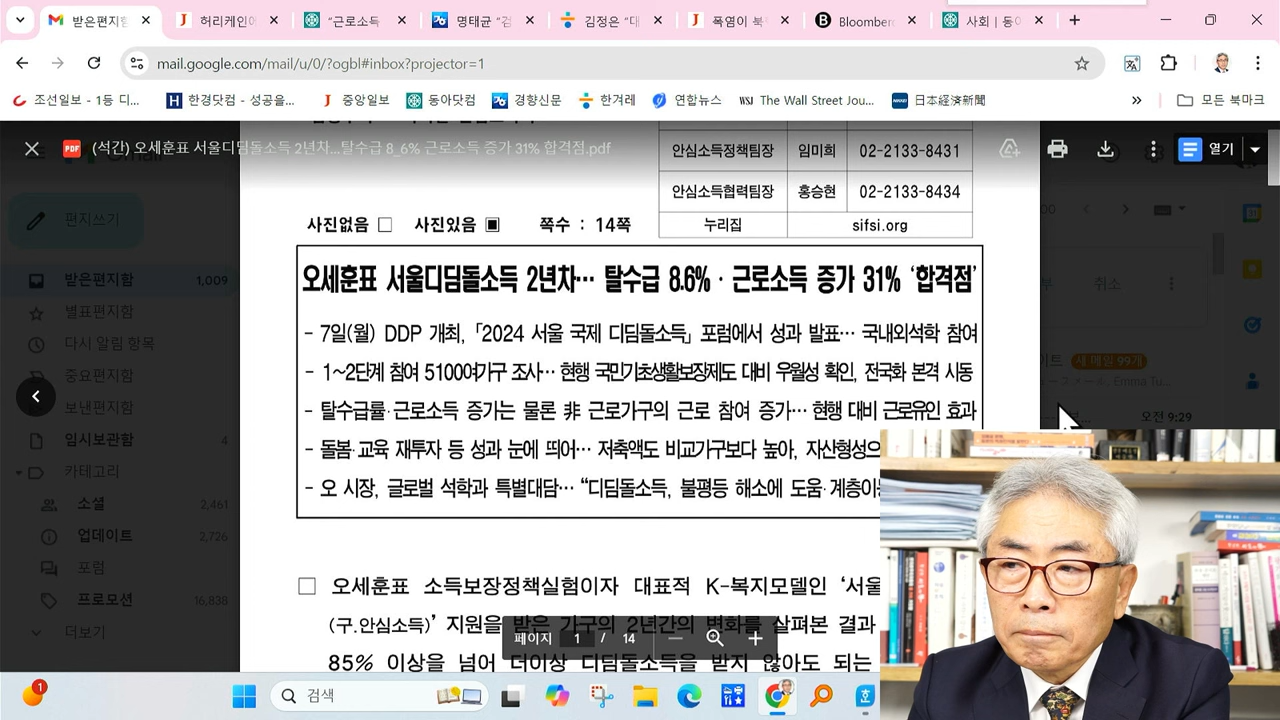 받은편지함
허리케인이
“근로소득
명태균 “검
김정은 “대
폭염이 북
Bloomber
사회 | 동아
mail.google.com/mail/u/0/?ogbl#inbox?projector=1
조선일보 - 1등 디...
한경닷컴 - 성공을...
중앙일보
동아닷컴
경향신문
한겨레
연합뉴스
WSJ The Wall Street Jou...
日本経済新聞
모든 북마크
PDF (석간) 오세훈표 서울디딤돌소득 2년차...탈수급 8_6% 근로소득 증가 31% 합격점.pdf
열기
안심소득정책팀장 임미희 02-2133-8431
안심소득협력팀장 홍승현 02-2133-8434
누리집 sifsi.org
사진없음 □ 사진있음 ▣ 쪽수 : 14쪽
오세훈표 서울디딤돌소득 2년차… 탈수급 8.6%·근로소득 증가 31% ‘합격점’
- 7일(월) DDP 개최, 「2024 서울 국제 디딤돌소득」 포럼에서 성과 발표… 국내외석학 참여
- 1~2단계 참여 5100여가구 조사… 현행 국민기초생활보장제도 대비 우월성 확인, 전국화 본격 시동
- 탈수급률·근로소득 증가는 물론 非 근로가구의 근로 참여 증가… 현행 대비 근로유인 효과
- 돌봄·교육 재투자 등 성과 눈에 띄어… 저축액도 비교가구보다 높아, 자산형성으
- 오 시장, 글로벌 석학과 특별대담… “디딤돌소득, 불평등 해소에 도움·계층이동
□ 오세훈표 소득보장정책실험이자 대표적 K-복지모델인 ‘서울
(구.안심소득)’ 지원을 받은 가구의 2년간의 변화를 살펴본 결과
85% 이상을 넘어 더이상 디딤돌소득을 받지 않아도 되는
페이지 1 / 14
편지쓰기
받은편지함 1,009
별표편지함
다시 알림 항목
중요편지함
보낸편지함
임시보관함 4
카테고리
소셜 2,461
업데이트 2,726
포럼
프로모션 16,838
더보기
취소
새 메일 99개
Emma Tu...
오전 9:29
1
검색